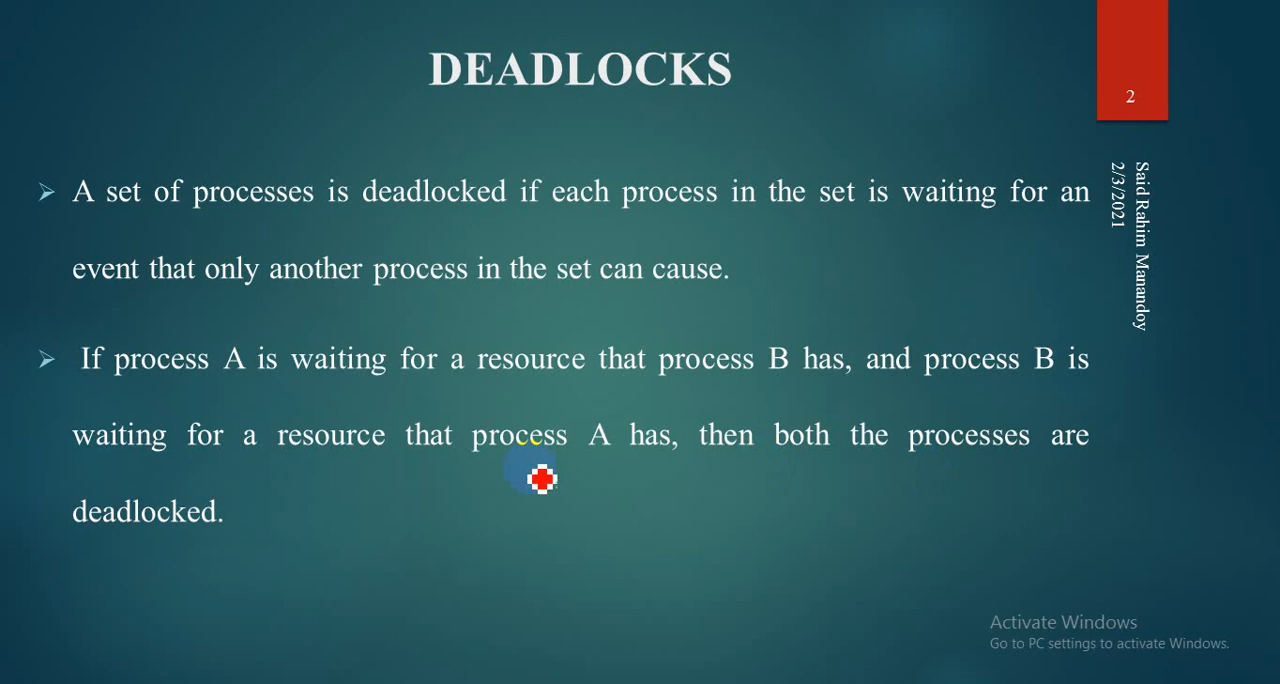 DEADLOCKS
2
A set of processes is deadlocked if each process in the set is waiting for an
event that only another process in the set can cause.
If process A is waiting for a resource that process B has, and process B is
waiting for a resource that process A has, then both the processes are
deadlocked.
Said Rahim Manandoy
2/3/2021
Activate Windows
Go to PC settings to activate Windows.